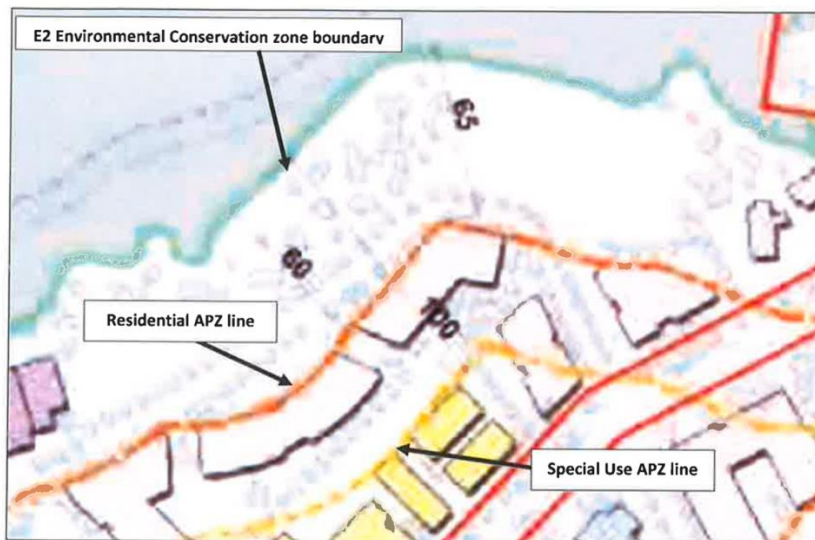 E2 Environmental Conservation zone boundary
65
60
Residential APZ line
100
Special Use APZ line